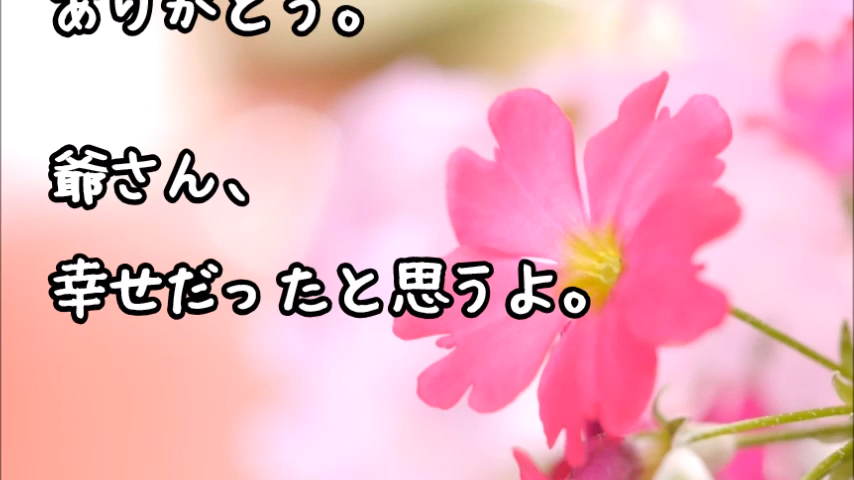 ありがとう。
爺さん、
幸せだったと思うよ。